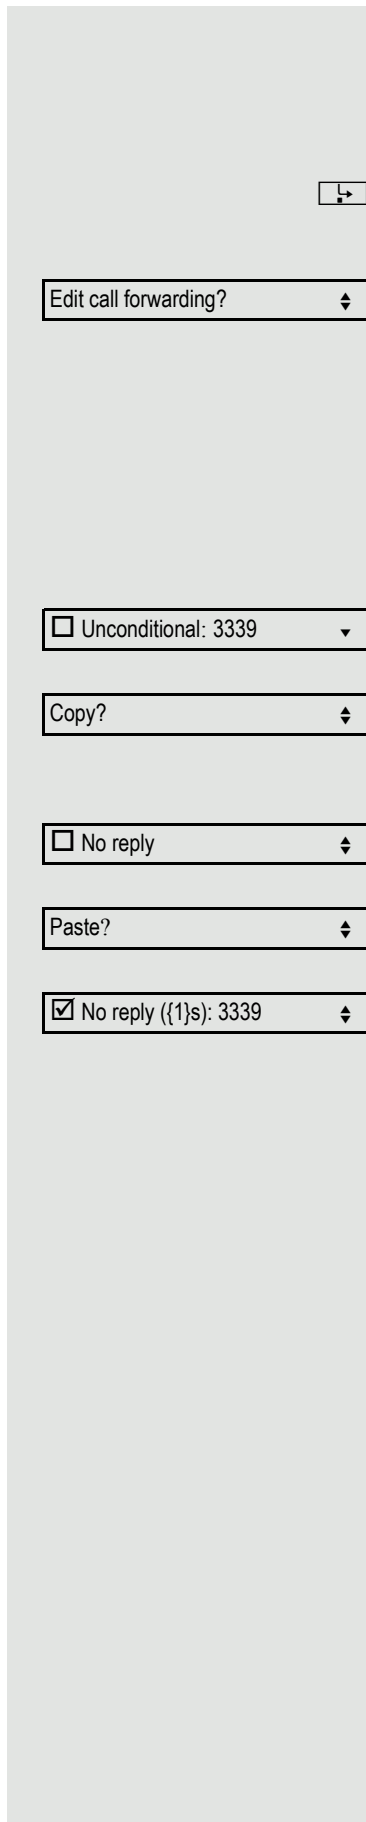 Edit call forwarding?
☐ Unconditional: 3339
Copy?
☐ No reply
Paste?
☑ No reply ({1}s): 3339